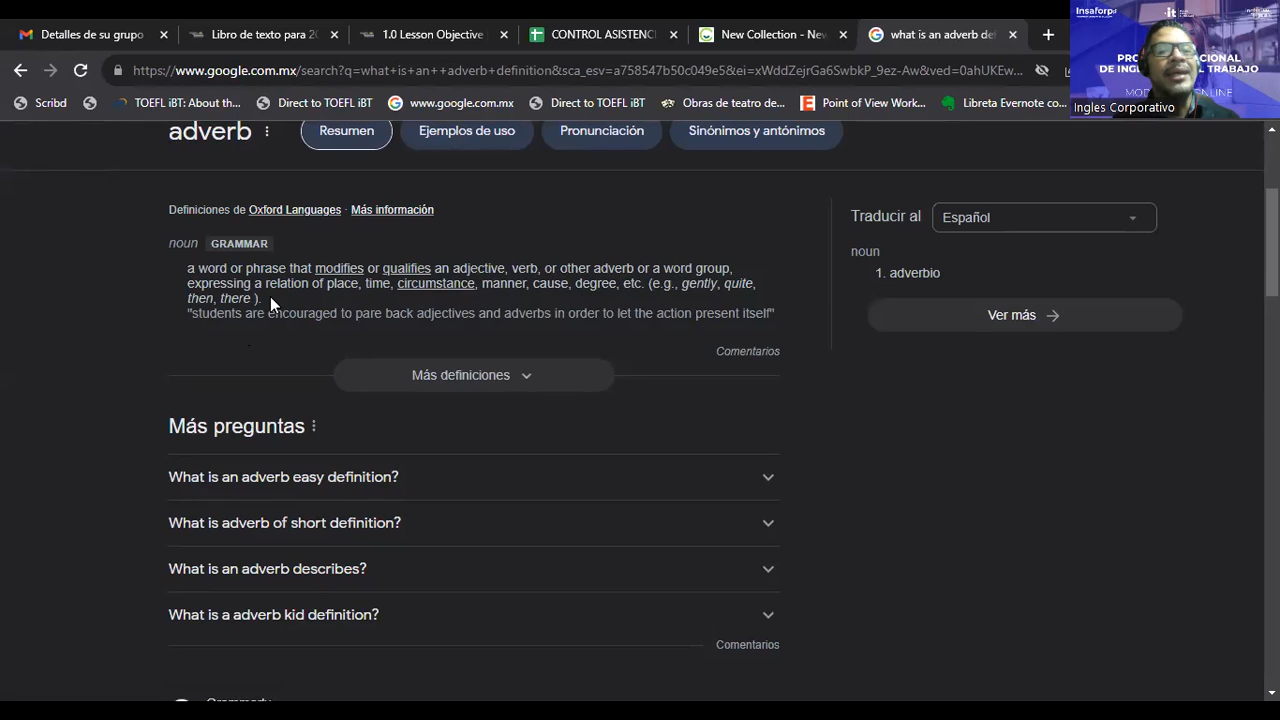 Detalles de su grupo
Libro de texto para 2
1.0 Lesson Objective
CONTROL ASISTENC
New Collection - New
what is an adverb def
https://www.google.com.mx/search?q=what+is+an++adverb+definition&sca_esv=a758547b50c049e5&ei=xWddZejrGa6SwbkP_9ez-Aw&ved=0ahUKEw...
Scribd
TOEFL iBT: About th...
Direct to TOEFL iBT
www.google.com.mx
Direct to TOEFL iBT
Obras de teatro de...
Point of View Work...
Libreta Evernote co...
Insaforp
it
DE IN
TRABAJO
Ingles Corporativo
adverb
Resumen
Ejemplos de uso
Pronunciación
Sinónimos y antónimos
Definiciones de Oxford Languages · Más información
noun GRAMMAR
a word or phrase that modifies or qualifies an adjective, verb, or other adverb or a word group,
expressing a relation of place, time, circumstance, manner, cause, degree, etc. (e.g., gently, quite,
then, there ).
"students are encouraged to pare back adjectives and adverbs in order to let the action present itself"
Comentarios
Más definiciones
Traducir al
Español
noun
1. adverbio
Ver más
Más preguntas
What is an adverb easy definition?
What is adverb of short definition?
What is an adverb describes?
What is a adverb kid definition?
Comentarios